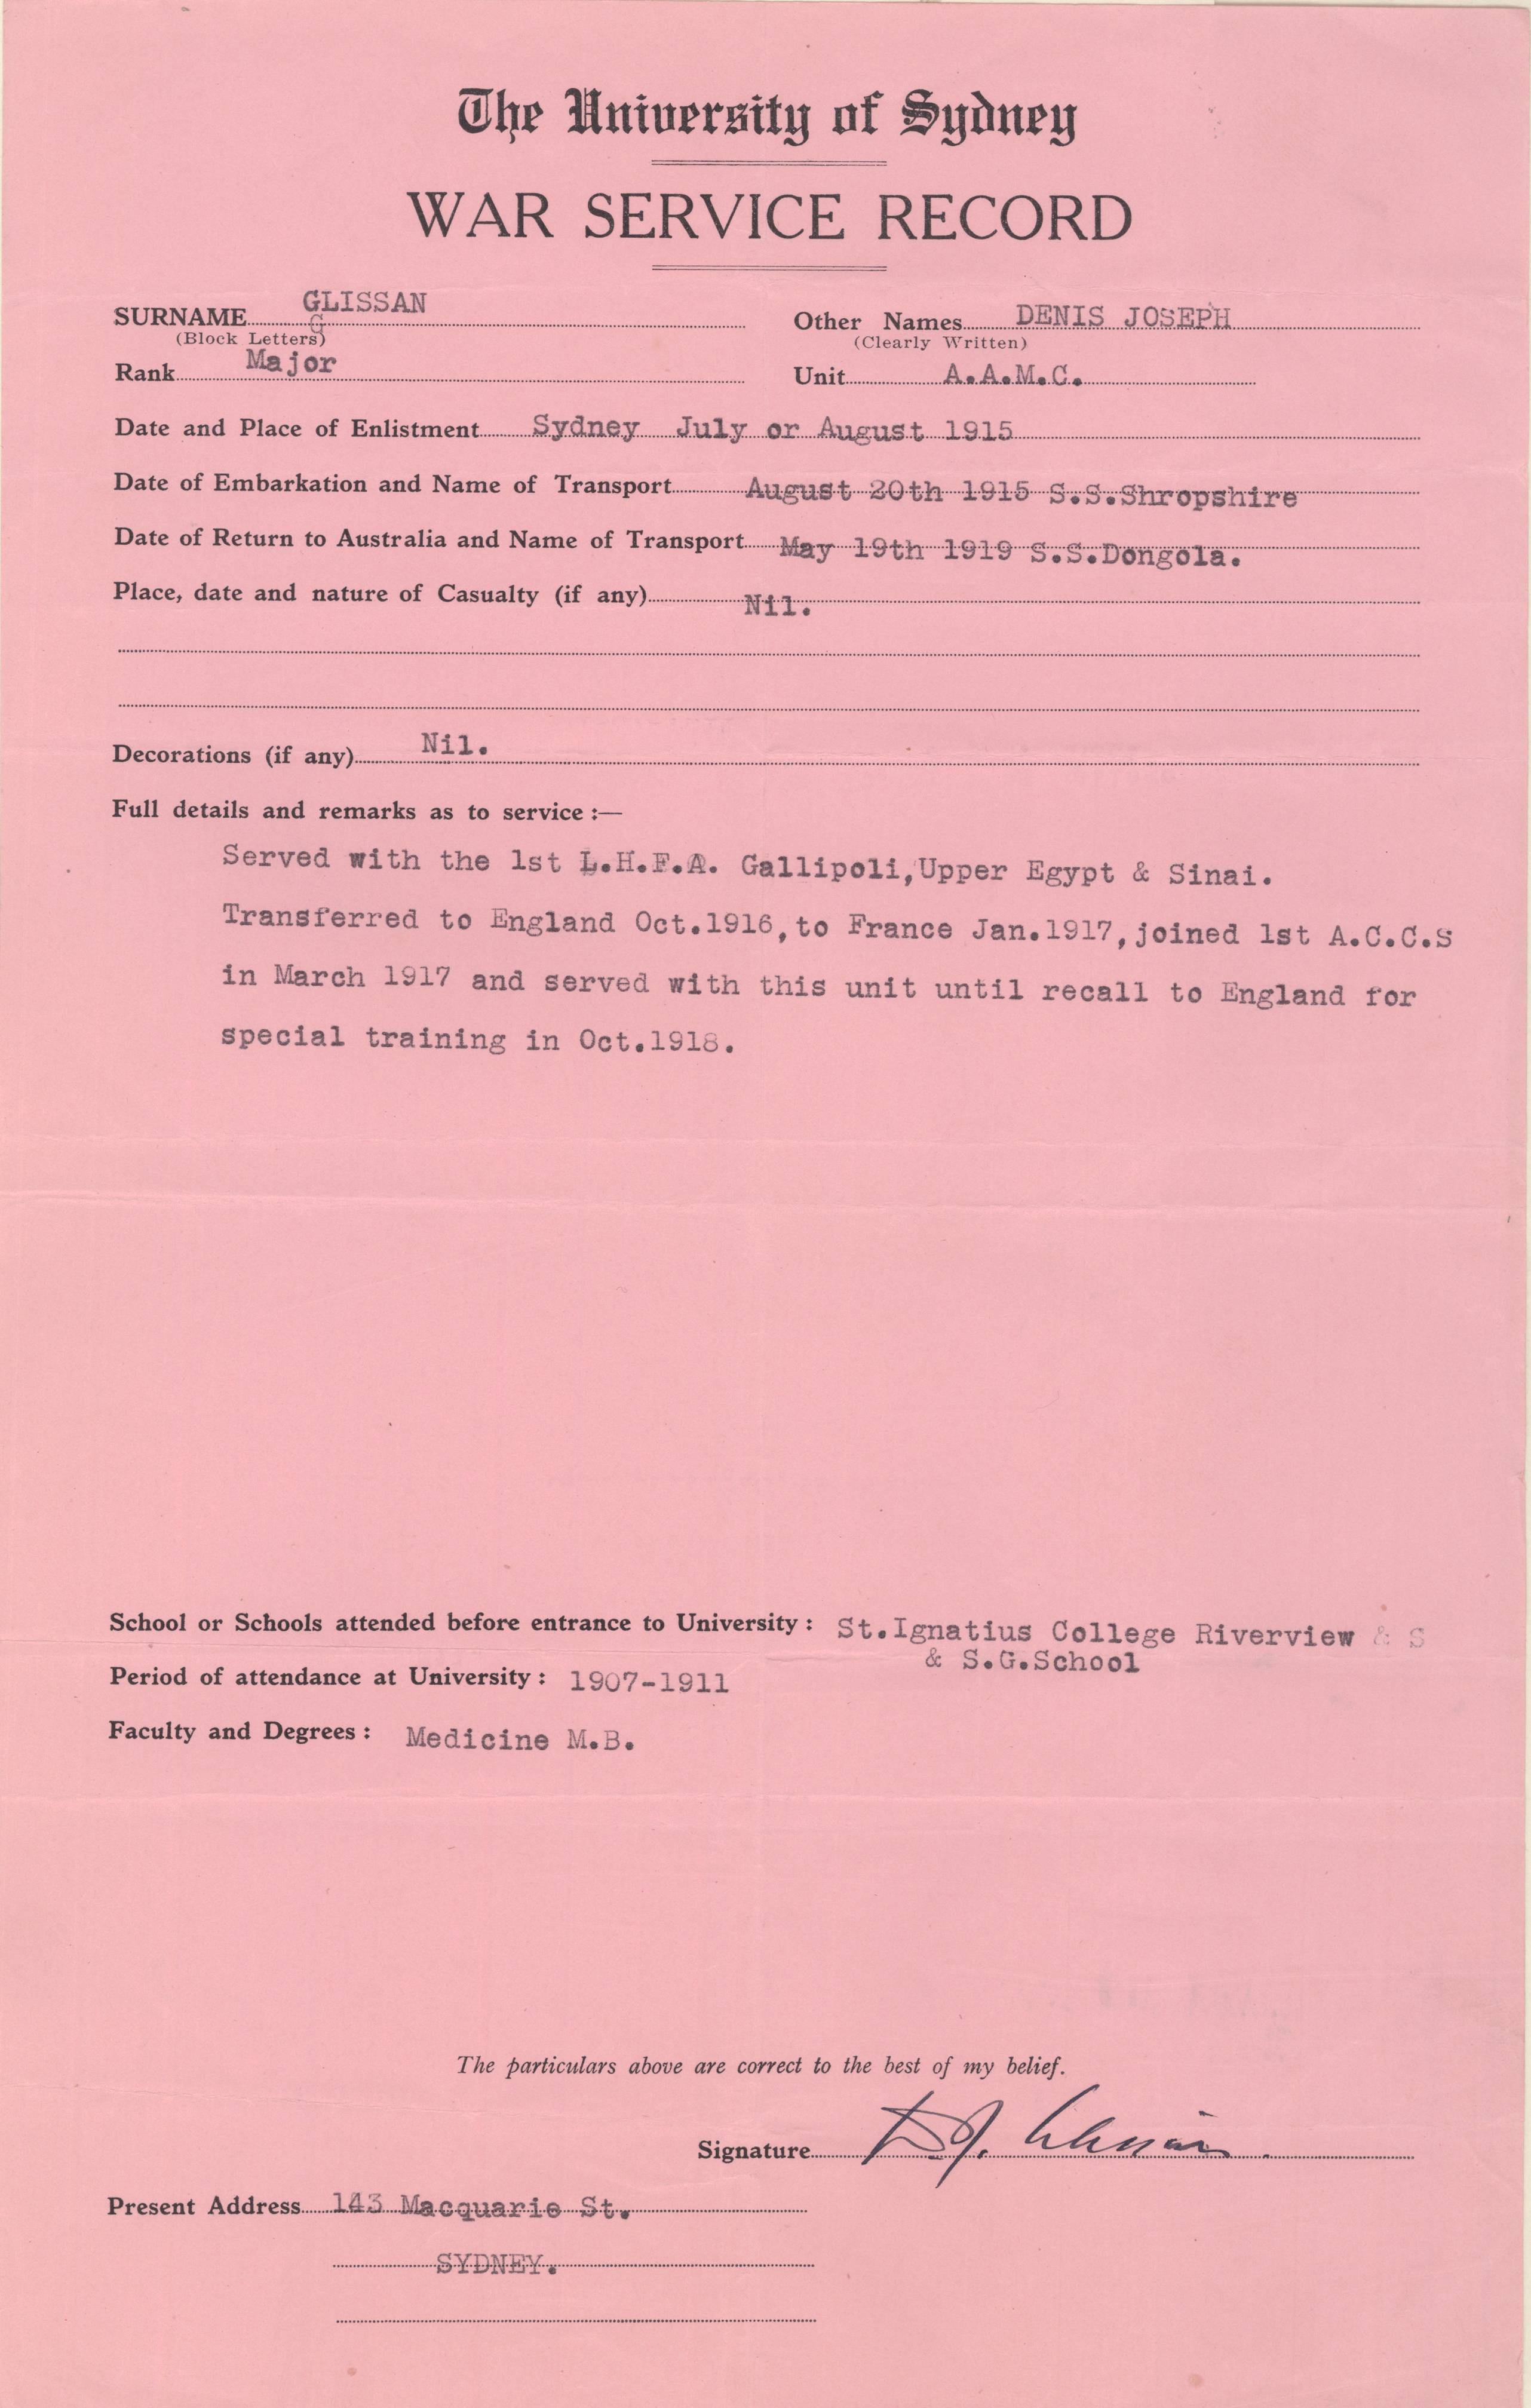 The University of Sydney
WAR SERVICE RECORD
SURNAME GLISSAN Other Names DENIS JOSEPH
G
(Block Letters) (Clearly Written)
Rank Major Unit A.A.M.C.
Date and Place of Enlistment Sydney July or August 1915
Date of Embarkation and Name of Transport August 20th 1915 S.S.Shropshire
Date of Return to Australia and Name of Transport May 19th 1919 S.S.Dongola.
Place, date and nature of Casualty (if any) Nil.
Decorations (if any) Nil.
Full details and remarks as to service :—
Served with the 1st L.H.F.A. Gallipoli,Upper Egypt & Sinai.
Transferred to England Oct.1916,to France Jan.1917,joined 1st A.C.C.S
in March 1917 and served with this unit until recall to England for
special training in Oct.1918.
School or Schools attended before entrance to University : St.Ignatius College Riverview & S
& S.G.School
Period of attendance at University : 1907-1911
Faculty and Degrees : Medicine M.B.
The particulars above are correct to the best of my belief.
Signature DJ. Glissan
Present Address 143 Macquarie St.
SYDNEY.